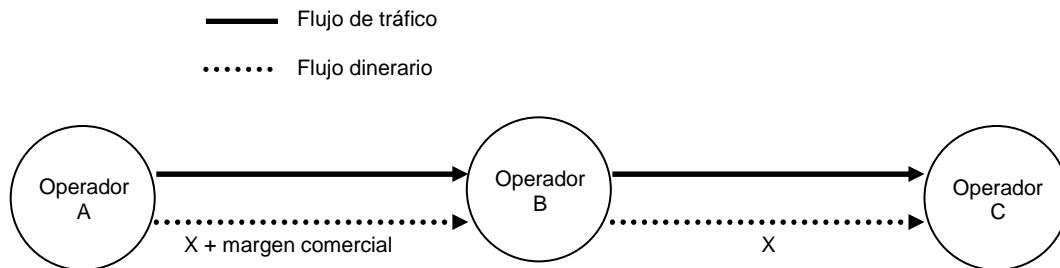 Flujo de tráfico
Flujo dinerario
Operador
A
Operador
B
Operador
C
X + margen comercial
X